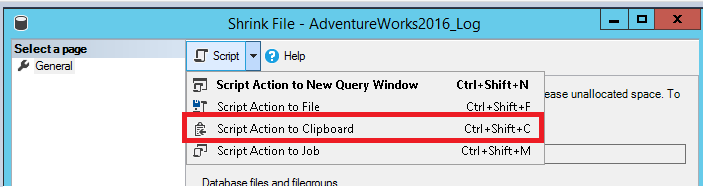 Shrink File - AdventureWorks2016_Log
Select a page
General
Script
Help
Script Action to New Query Window Ctrl+Shift+N
Script Action to File Ctrl+Shift+F
Script Action to Clipboard Ctrl+Shift+C
Script Action to Job Ctrl+Shift+M
ease unallocated space. To
Database files and filegroups